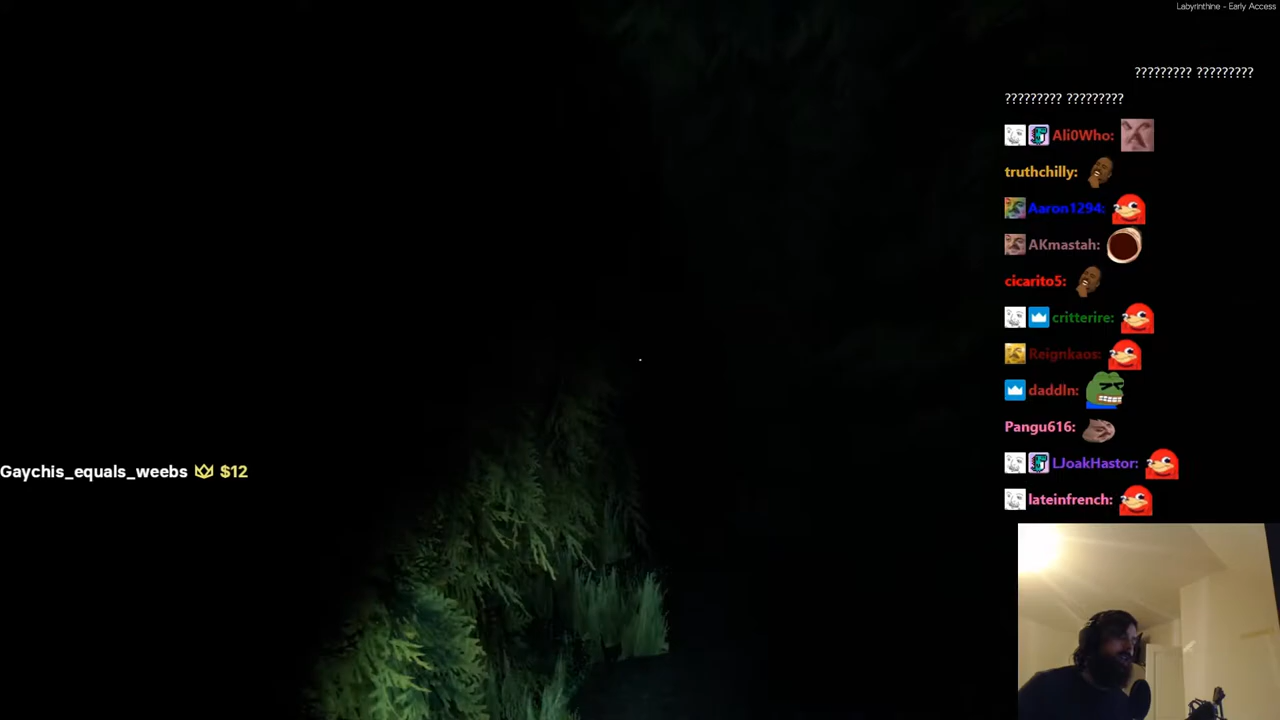 Labyrinthine - Early Access
????????? ?????????
????????? ?????????
Ali0Who:
truthchilly:
Aaron1294:
AKmastah:
cicarito5:
critterire:
Reignkaos:
daddln:
Pangu616:
LJoakHastor:
lateinfrench:
Gaychis_equals_weebs $12